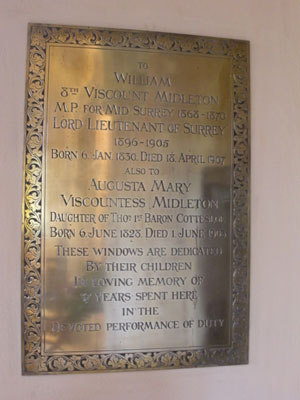 TO
WILLIAM
8TH VISCOUNT MIDLETON
M.P. FOR MID SURREY 1868-1870
LORD LIEUTENANT OF SURREY
1896-1905
BORN 6. JAN. 1830. DIED 18. APRIL 1907
ALSO TO
AUGUSTA MARY
VISCOUNTESS MIDLETON
DAUGHTER OF THOS 1ST BARON COTTESLOE
BORN 6 JUNE 1823 DIED 1 JUNE
THESE WINDOWS ARE DEDICATED
BY THEIR CHILDREN
IN LOVING MEMORY OF
YEARS SPENT HERE
IN THE
DEVOTED PERFORMANCE OF DUTY